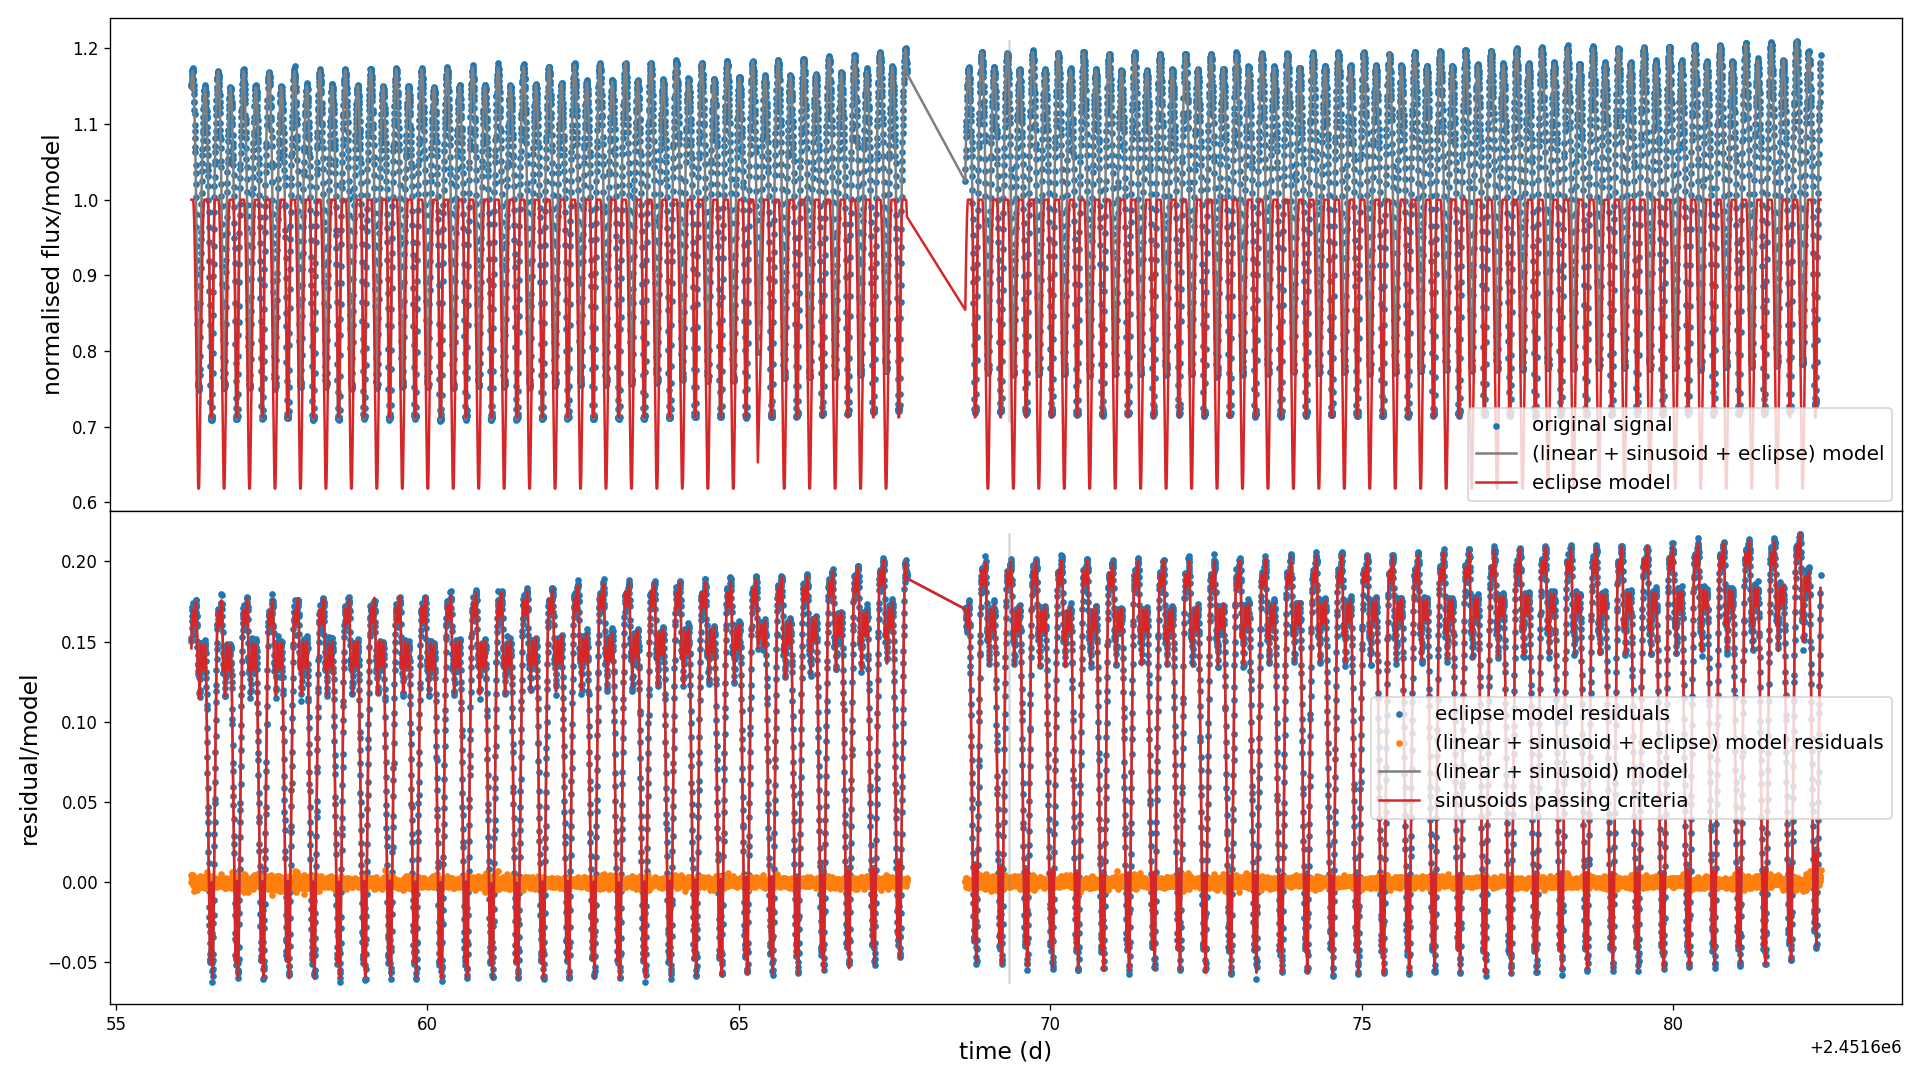 1.2
1.1
1.0
0.9
0.8
0.7
0.6
normalised flux/model
original signal
(linear + sinusoid + eclipse) model
eclipse model
0.20
0.15
0.10
0.05
0.00
−0.05
residual/model
eclipse model residuals
(linear + sinusoid + eclipse) model residuals
(linear + sinusoid) model
sinusoids passing criteria
55
60
65
70
75
80
time (d)
+2.4516e6